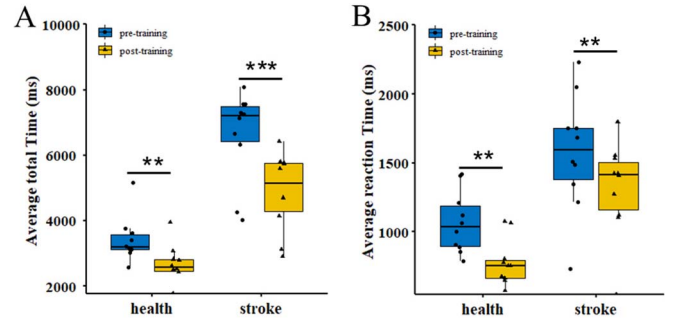 A
Average total Time (ms)
10000
8000
6000
4000
2000
pre-training
post-training
**
***
health
stroke
B
Average reaction Time (ms)
2500
2000
1500
1000
pre-training
post-training
**
**
health
stroke